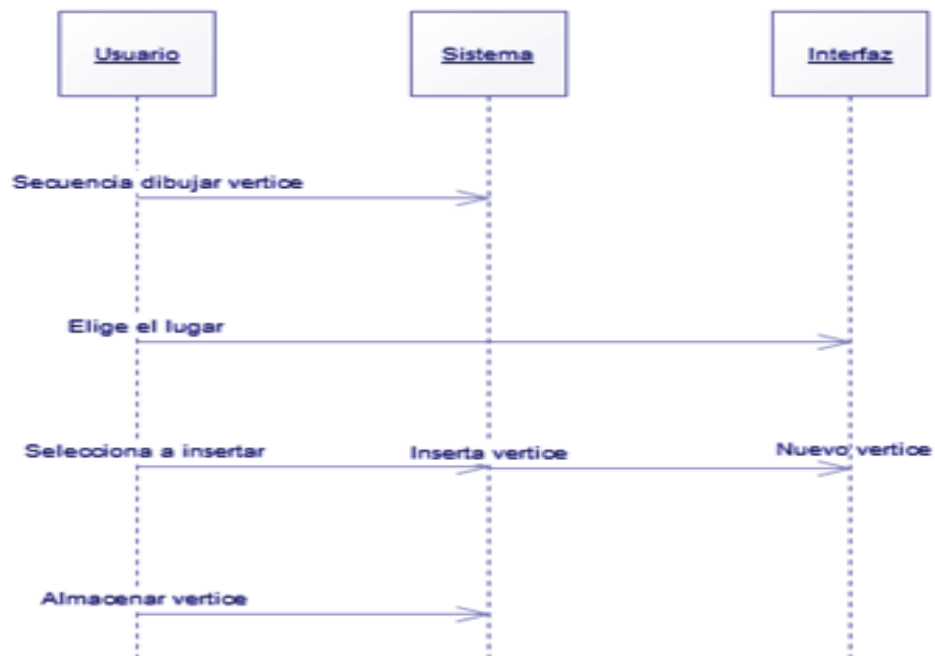 Usuario
Sistema
Interfaz
Secuencia dibujar vertice
Elige el lugar
Selecciona a insertar
Inserta vertice
Nuevo vertice
Almacenar vertice